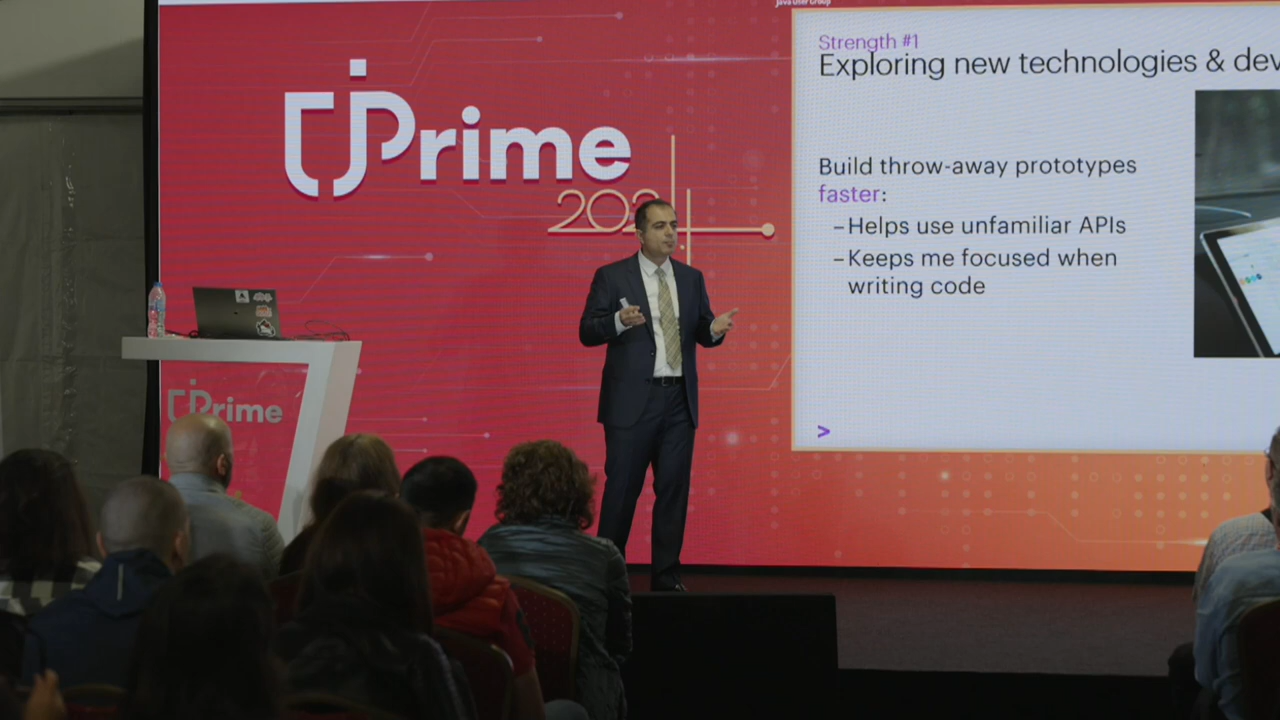 Java User Group
jPrime
202
Strength #1
Exploring new technologies & dev
Build throw-away prototypes
faster:
–Helps use unfamiliar APIs
–Keeps me focused when
writing code
>
jPrime